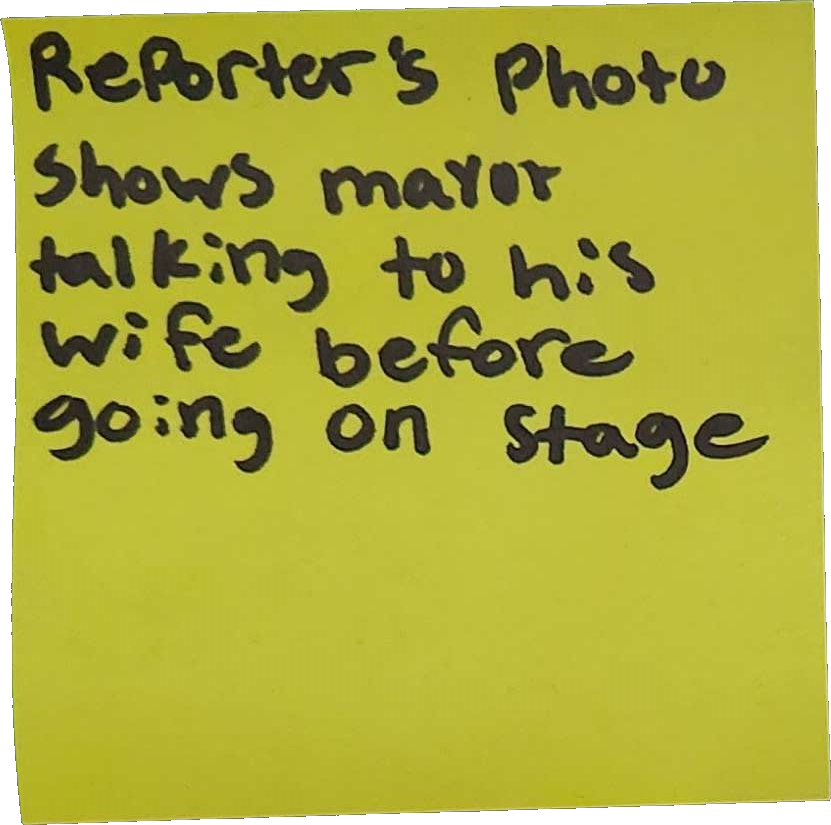 Reporter's Photo
shows mayor
talking to his
wife before
going on stage